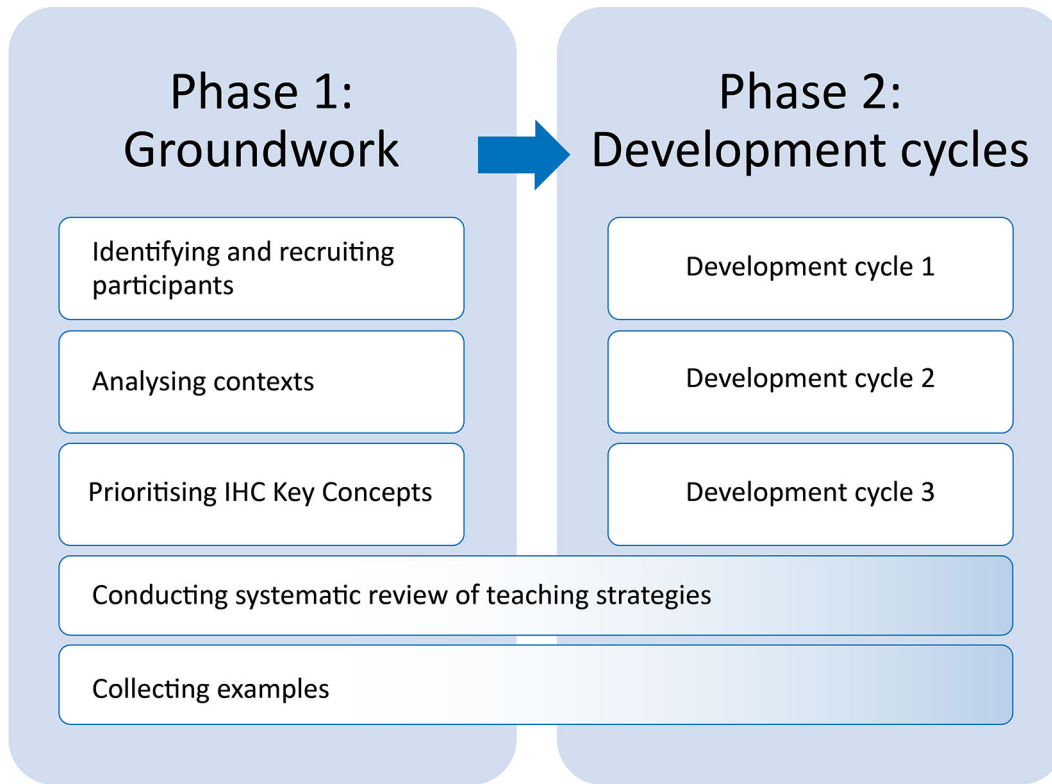 Phase 1:
Groundwork
Identifying and recruiting
participants
Analysing contexts
Prioritising IHC Key Concepts
Phase 2:
Development cycles
Development cycle 1
Development cycle 2
Development cycle 3
Conducting systematic review of teaching strategies
Collecting examples